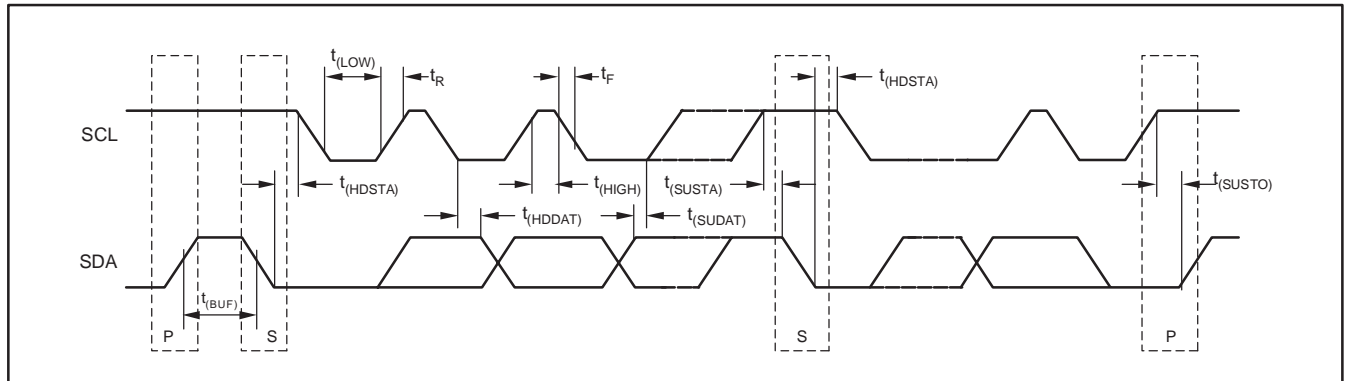 t(LOW)
tR
tF
t(HDSTA)
SCL
t(HDSTA)
t(HIGH)
t(SUSTA)
t(SUSTO)
t(HDDAT)
t(SUDAT)
SDA
t(BUF)
P
S
S
P